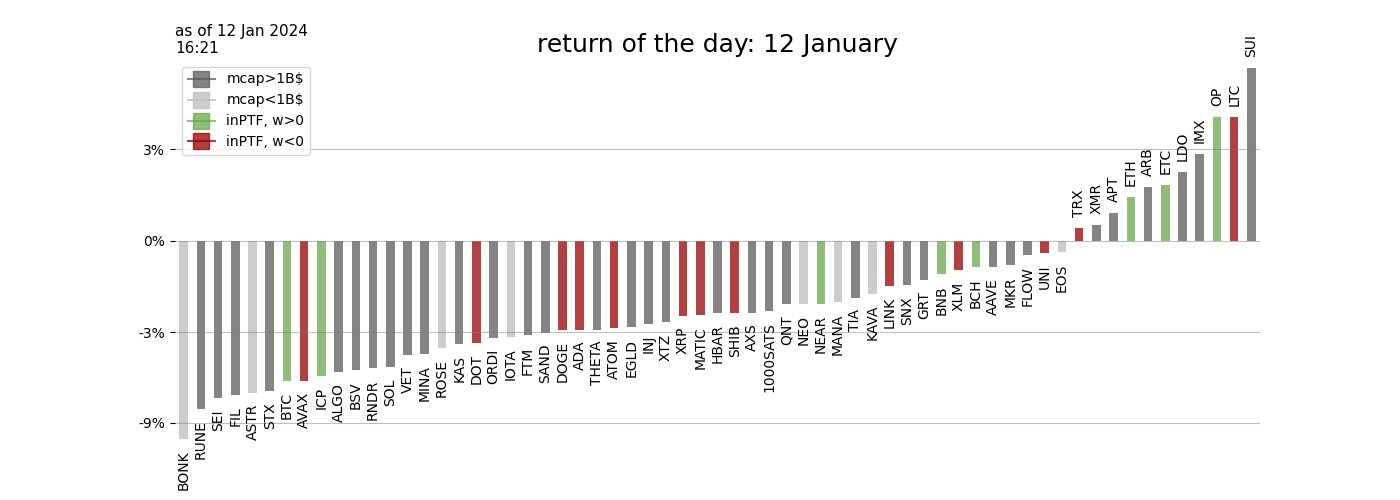 as of 12 Jan 2024
16:21
return of the day: 12 January
mcap>1B$
mcap<1B$
inPTF, w>0
inPTF, w<0
3%
0%
-3%
-9%
BONK
RUNE
SEI
FIL
ASTR
STX
BTC
AVAX
ICP
ALGO
BSV
RNDR
SOL
VET
MINA
ROSE
KAS
DOT
ORDI
IOTA
FTM
SAND
DOGE
ADA
THETA
ATOM
EGLD
INJ
XTZ
XRP
MATIC
HBAR
SHIB
AXS
1000SATS
QNT
NEO
NEAR
MANA
TIA
KAVA
LINK
SNX
GRT
BNB
XLM
BCH
AAVE
MKR
FLOW
UNI
EOS
TRX
XMR
APT
ETH
ARB
ETC
LDO
IMX
OP
LTC
SUI